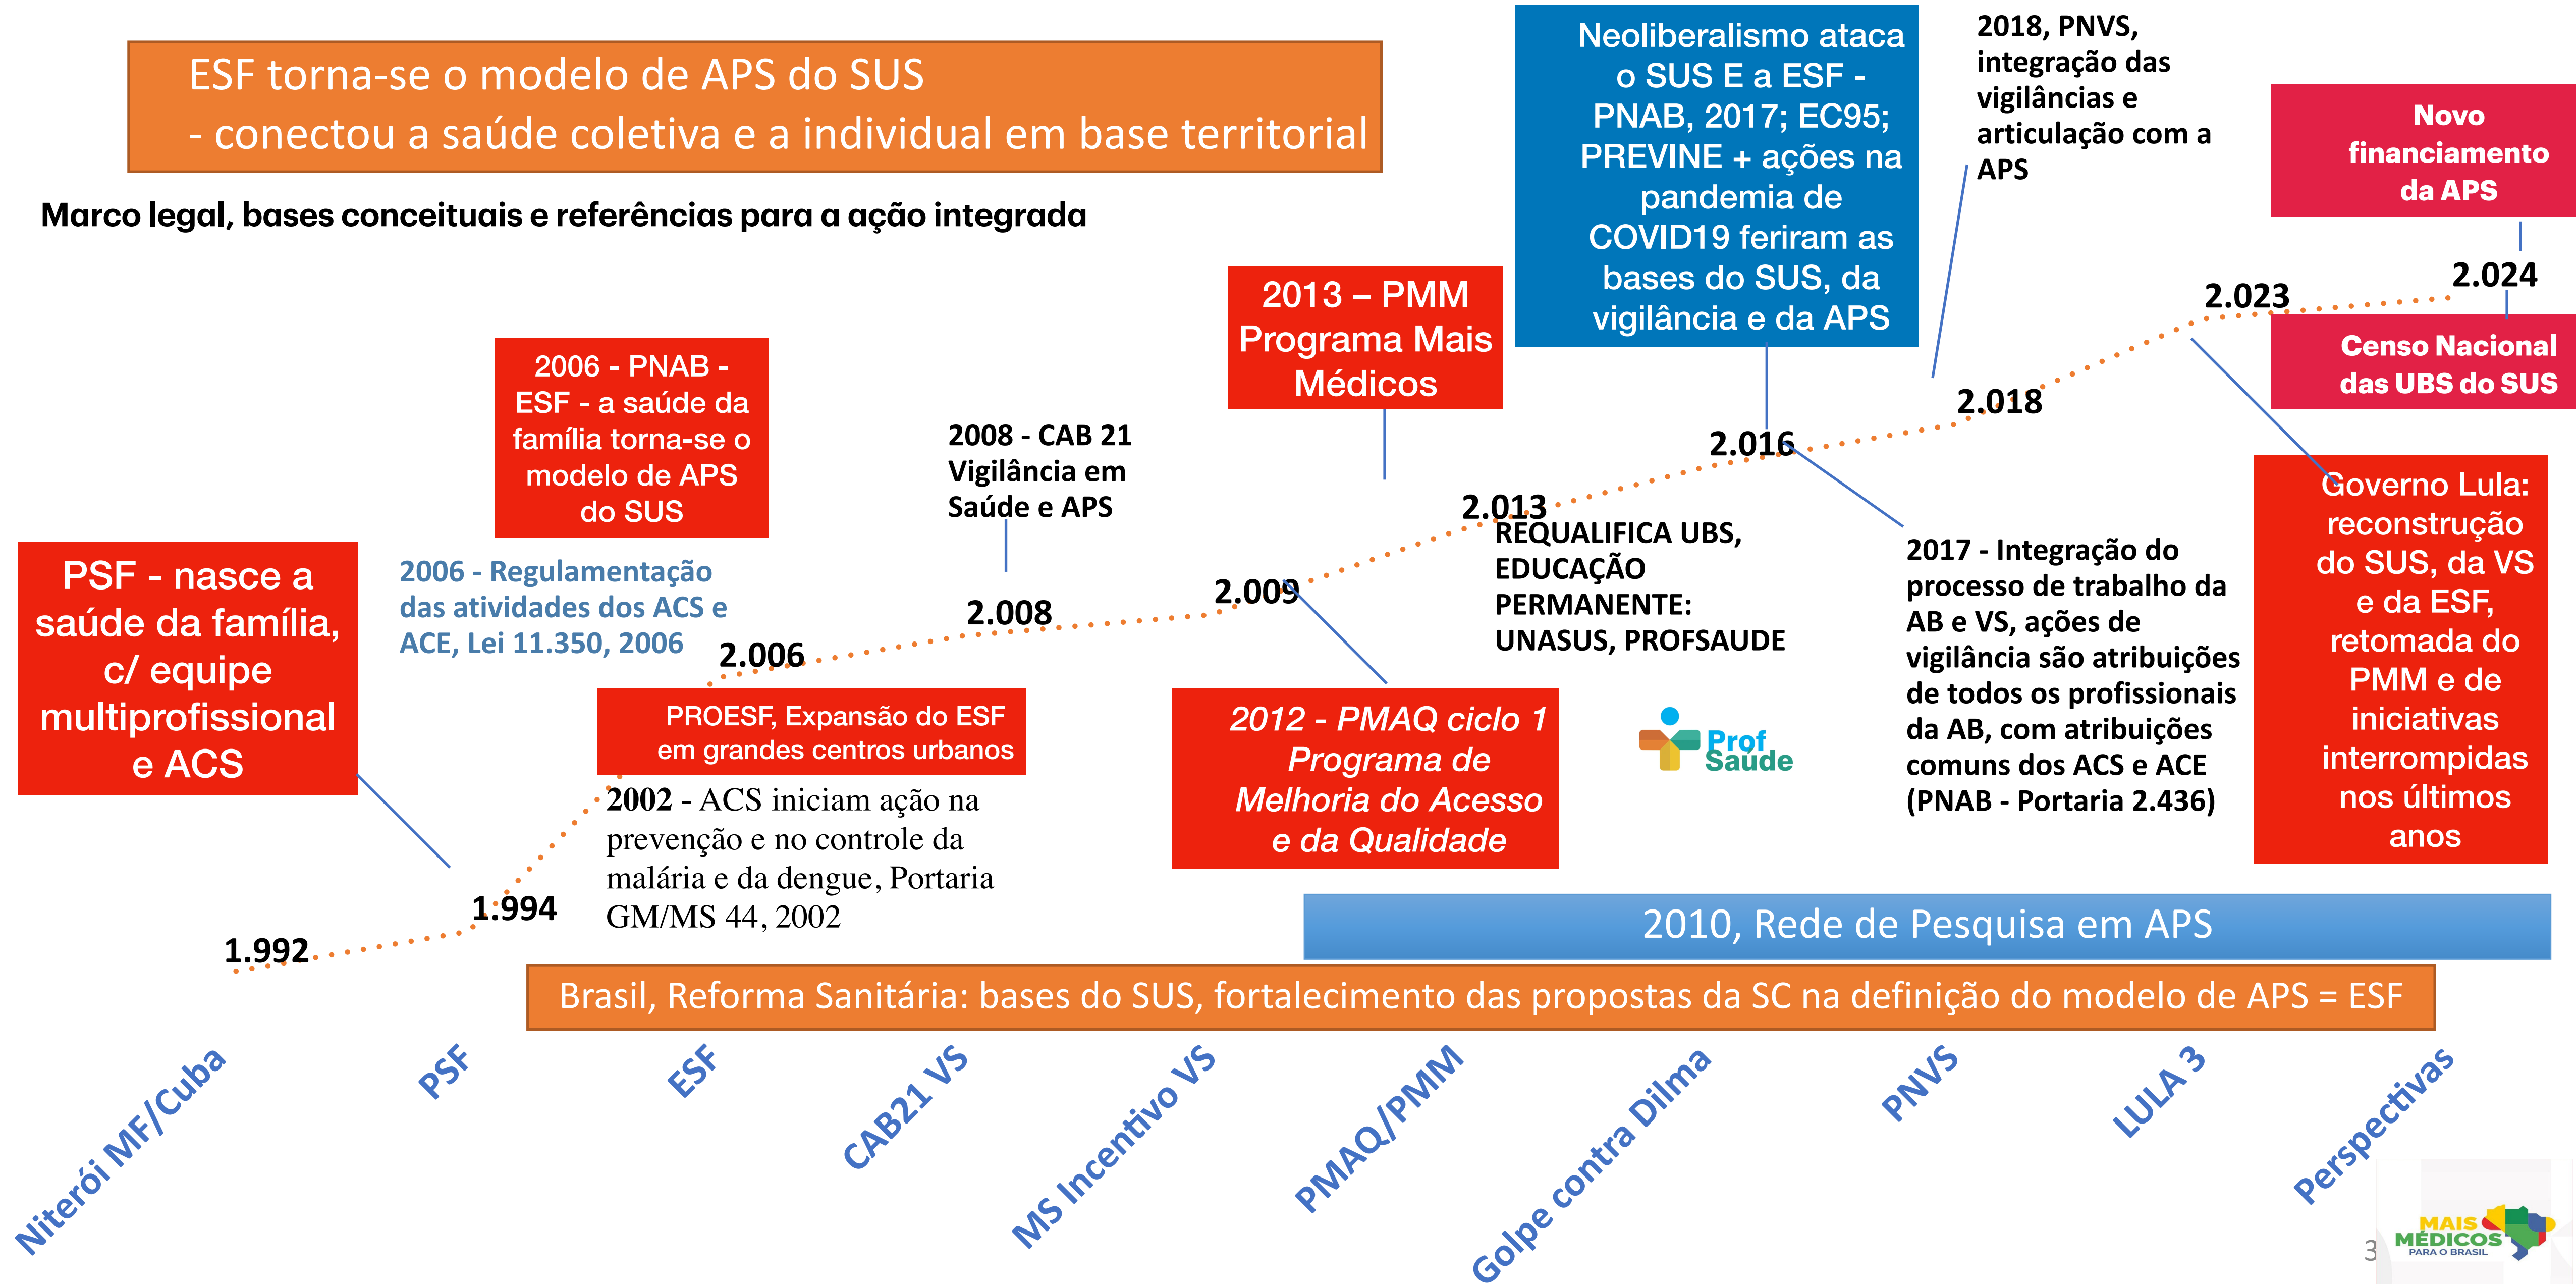 ESF torna-se o modelo de APS do SUS
- conectou a saúde coletiva e a individual em base territorial
Marco legal, bases conceituais e referências para a ação integrada
PSF - nasce a
saúde da família,
c/ equipe
multiprofissional
e ACS
2006 - PNAB -
ESF - a saúde da
família torna-se o
modelo de APS
do SUS
2006 - Regulamentação
das atividades dos ACS e
ACE, Lei 11.350, 2006
PROESF, Expansão do ESF
em grandes centros urbanos
2002 - ACS iniciam ação na
prevenção e no controle da
malária e da dengue, Portaria
GM/MS 44, 2002
2008 - CAB 21
Vigilância em
Saúde e APS
2013 – PMM
Programa Mais
Médicos
2012 - PMAQ ciclo 1
Programa de
Melhoria do Acesso
e da Qualidade
REQUALIFICA UBS,
EDUCAÇÃO
PERMANENTE:
UNASUS, PROFSAUDE
Prof
Saúde
Neoliberalismo ataca
o SUS E a ESF -
PNAB, 2017; EC95;
PREVINE + ações na
pandemia de
COVID19 feriram as
bases do SUS, da
vigilância e da APS
2017 - Integração do
processo de trabalho da
AB e VS, ações de
vigilância são atribuições
de todos os profissionais
da AB, com atribuições
comuns dos ACS e ACE
(PNAB - Portaria 2.436)
2018, PNVS,
integração das
vigilâncias e
articulação com a
APS
Novo
financiamento
da APS
Censo Nacional
das UBS do SUS
Governo Lula:
reconstrução
do SUS, da VS
e da ESF,
retomada do
PMM e de
iniciativas
interrompidas
nos últimos
anos
1.992
1.994
2.006
2.008
2.009
2.013
2.016
2.018
2.023
2.024
2010, Rede de Pesquisa em APS
Brasil, Reforma Sanitária: bases do SUS, fortalecimento das propostas da SC na definição do modelo de APS = ESF
Niterói MF/Cuba
PSF
ESF
CAB21 VS
MS Incentivo VS
PMAQ/PMM
Golpe contra Dilma
PNVS
LULA 3
Perspectivas
3
MAIS
MÉDICOS
PARA O BRASIL